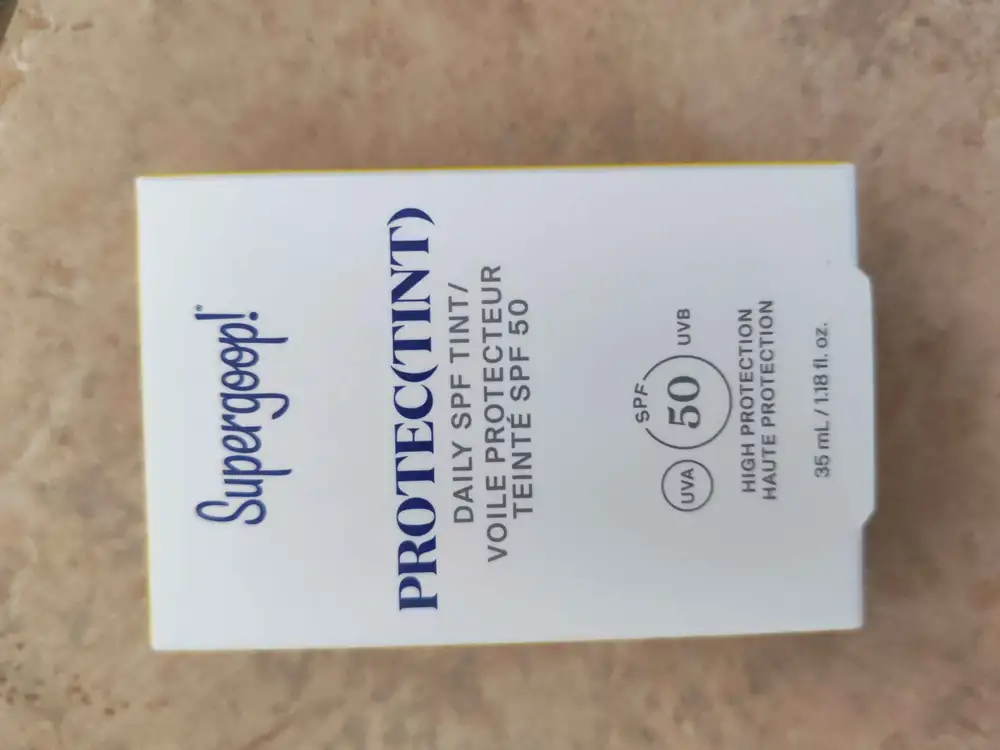 Supergoop!
PROTEC(TINT)
DAILY SPF TINT/
VOILE PROTECTEUR
TEINTÉ SPF 50
SPF
UVA 50 UVB
HIGH PROTECTION
HAUTE PROTECTION
35 mL / 1.18 fl. oz.